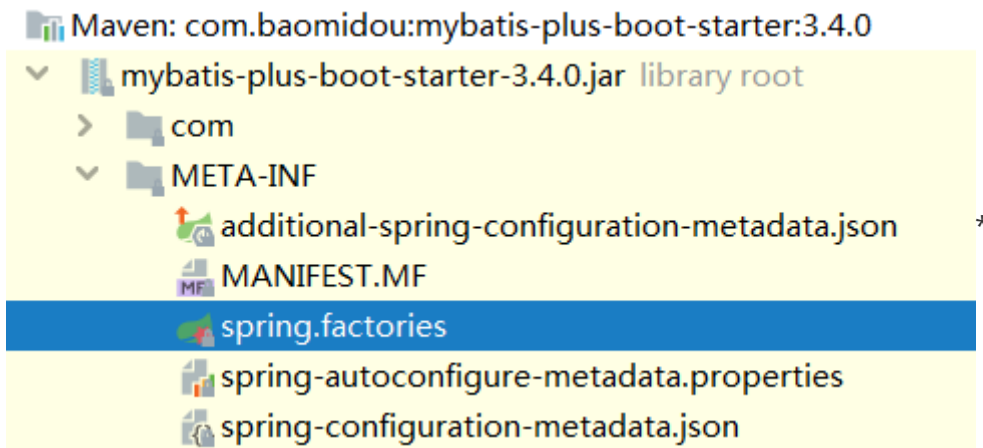 Maven: com.baomidou:mybatis-plus-boot-starter:3.4.0
mybatis-plus-boot-starter-3.4.0.jar library root
com
META-INF
additional-spring-configuration-metadata.json *
MF MANIFEST.MF
spring.factories
spring-autoconfigure-metadata.properties
spring-configuration-metadata.json